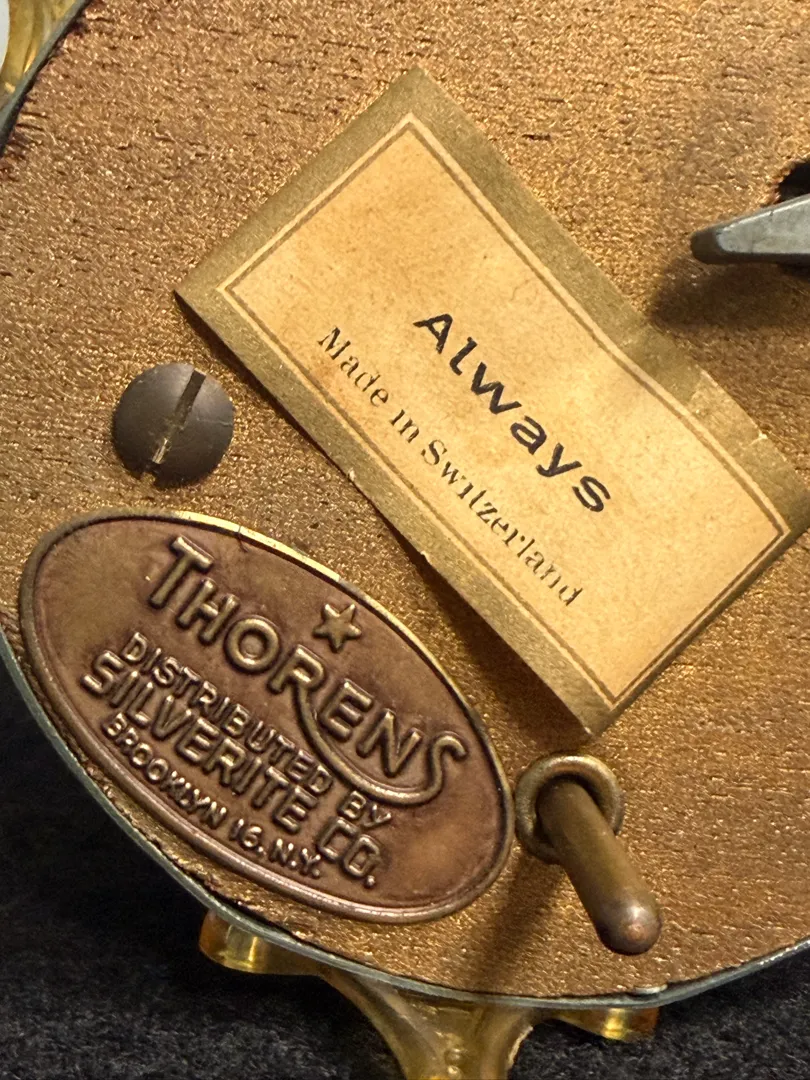 Always
Made in Switzerland
THORENS
DISTRIBUTED BY
SILVERITE CO.
BROOKLYN 16, N.Y.